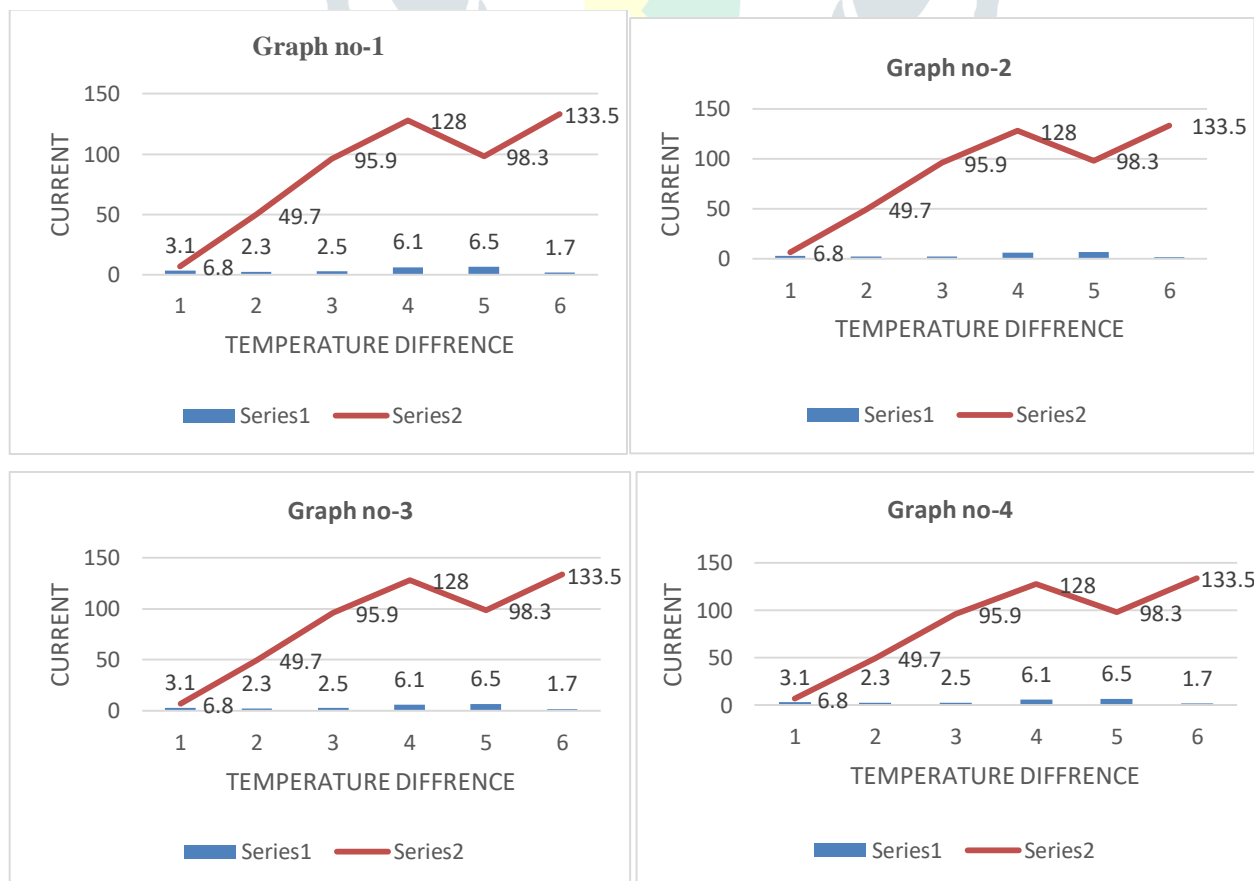 Graph no-1
150
100
50
0
CURRENT
3.1 2.3 2.5 6.1 6.5 1.7
6.8 49.7 95.9 128 98.3 133.5
1 2 3 4 5 6
TEMPERATURE DIFFRENCE
Series1 Series2
Graph no-2
150
100
50
0
CURRENT
6.8 49.7 95.9 128 98.3 133.5
1 2 3 4 5 6
TEMPERATURE DIFFRENCE
Series1 Series2
Graph no-3
150
100
50
0
CURRENT
3.1 2.3 2.5 6.1 6.5 1.7
6.8 49.7 95.9 128 98.3 133.5
1 2 3 4 5 6
TEMPERATURE DIFFRENCE
Series1 Series2
Graph no-4
150
100
50
0
CURRENT
3.1 2.3 2.5 6.1 6.5 1.7
6.8 49.7 95.9 128 98.3 133.5
1 2 3 4 5 6
TEMPERATURE DIFFRENCE
Series1 Series2